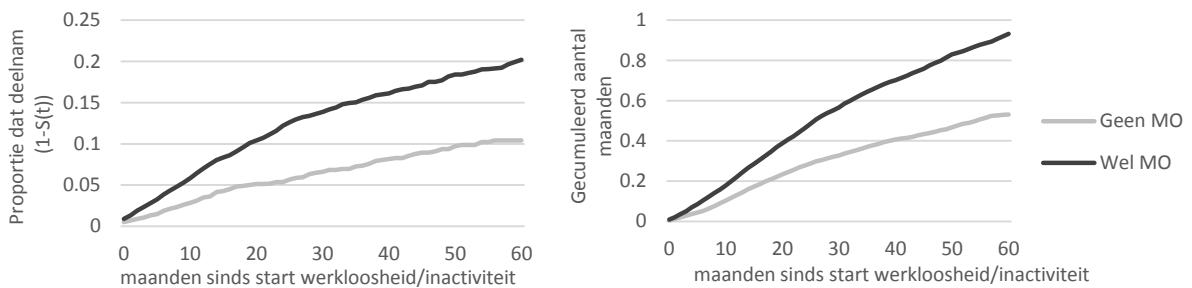 Proportie dat deelnam
(1-S(t))
0.25
0.2
0.15
0.1
0.05
0
0 10 20 30 40 50 60
maanden sinds start werkloosheid/inactiviteit
Gecumuleerd aantal
maanden
1
0.8
0.6
0.4
0.2
0
0 10 20 30 40 50 60
maanden sinds start werkloosheid/inactiviteit
Geen MO
Wel MO